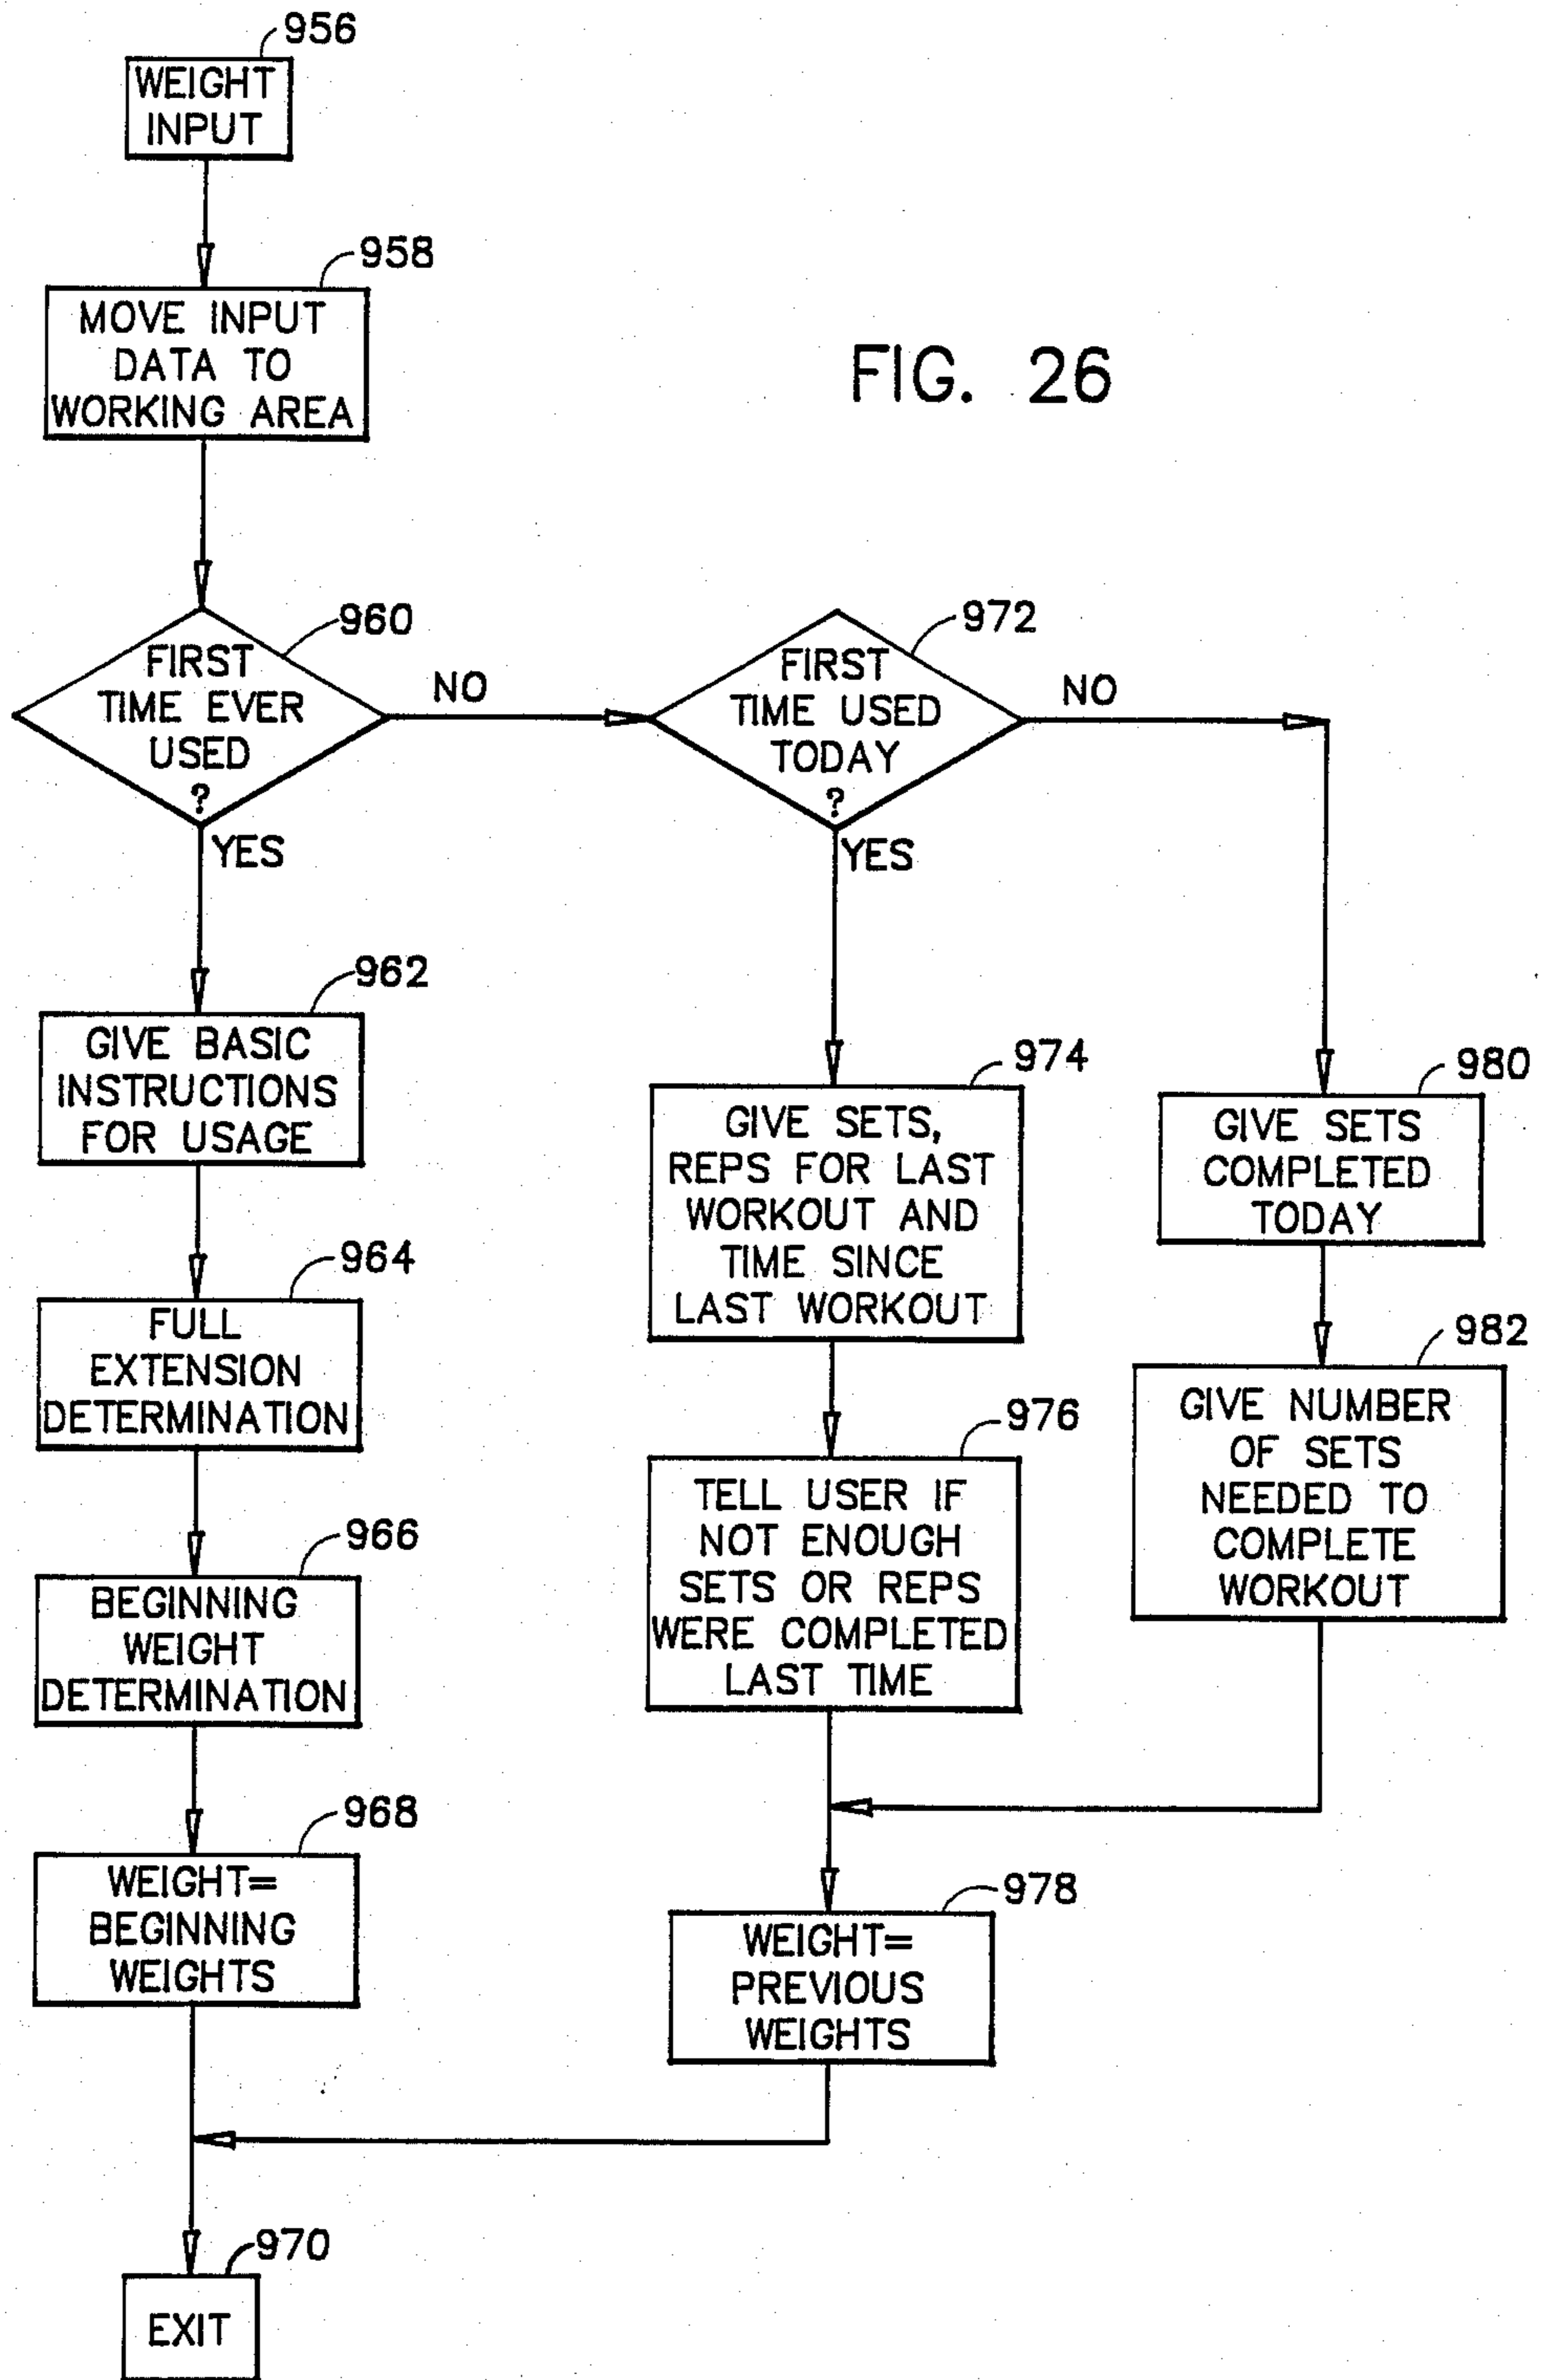 956
WEIGHT
INPUT
958
MOVE INPUT
DATA TO
WORKING AREA
FIG. 26
960
FIRST
TIME EVER
USED
?
NO
YES
972
FIRST
TIME USED
TODAY
?
NO
YES
962
GIVE BASIC
INSTRUCTIONS
FOR USAGE
964
FULL
EXTENSION
DETERMINATION
966
BEGINNING
WEIGHT
DETERMINATION
968
WEIGHT=
BEGINNING
WEIGHTS
974
GIVE SETS,
REPS FOR LAST
WORKOUT AND
TIME SINCE
LAST WORKOUT
976
TELL USER IF
NOT ENOUGH
SETS OR REPS
WERE COMPLETED
LAST TIME
980
GIVE SETS
COMPLETED
TODAY
982
GIVE NUMBER
OF SETS
NEEDED TO
COMPLETE
WORKOUT
978
WEIGHT=
PREVIOUS
WEIGHTS
970
EXIT